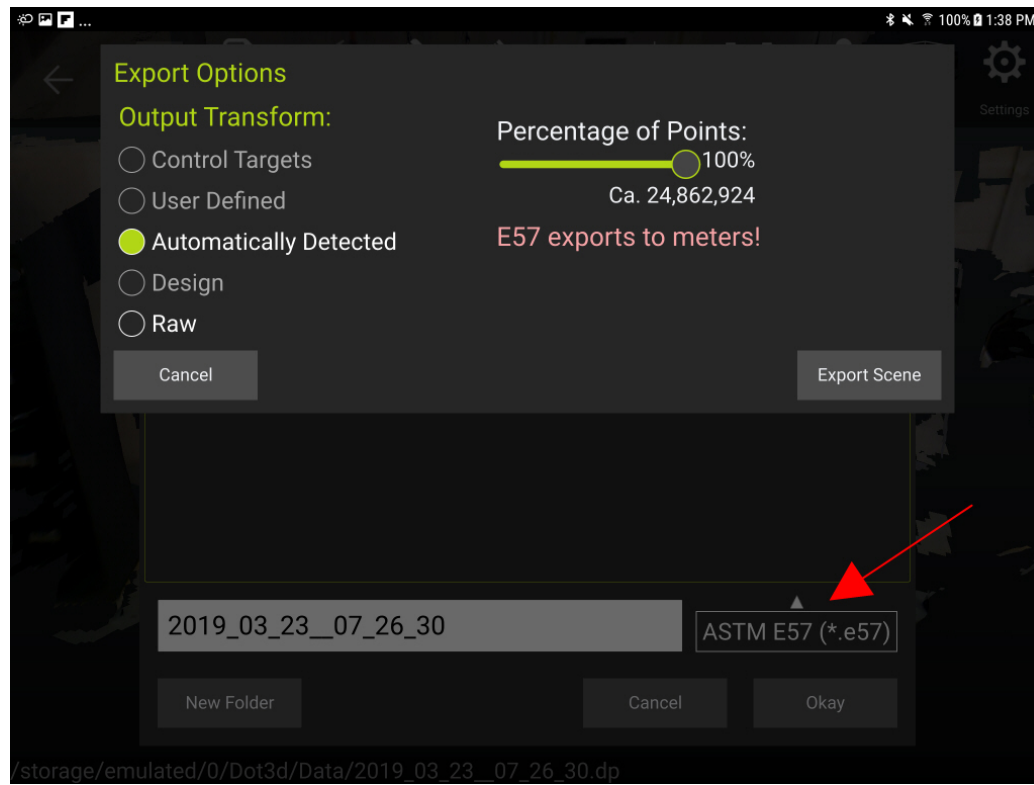 ... 100% 1:38 PM
Export Options
Output Transform:
Control Targets
User Defined
Automatically Detected
Design
Raw
Percentage of Points:
100%
Ca. 24,862,924
E57 exports to meters!
Cancel
Export Scene
Settings
2019_03_23__07_26_30
ASTM E57 (*.e57)
New Folder
Cancel
Okay
/storage/emulated/0/Dot3d/Data/2019_03_23__07_26_30.dp